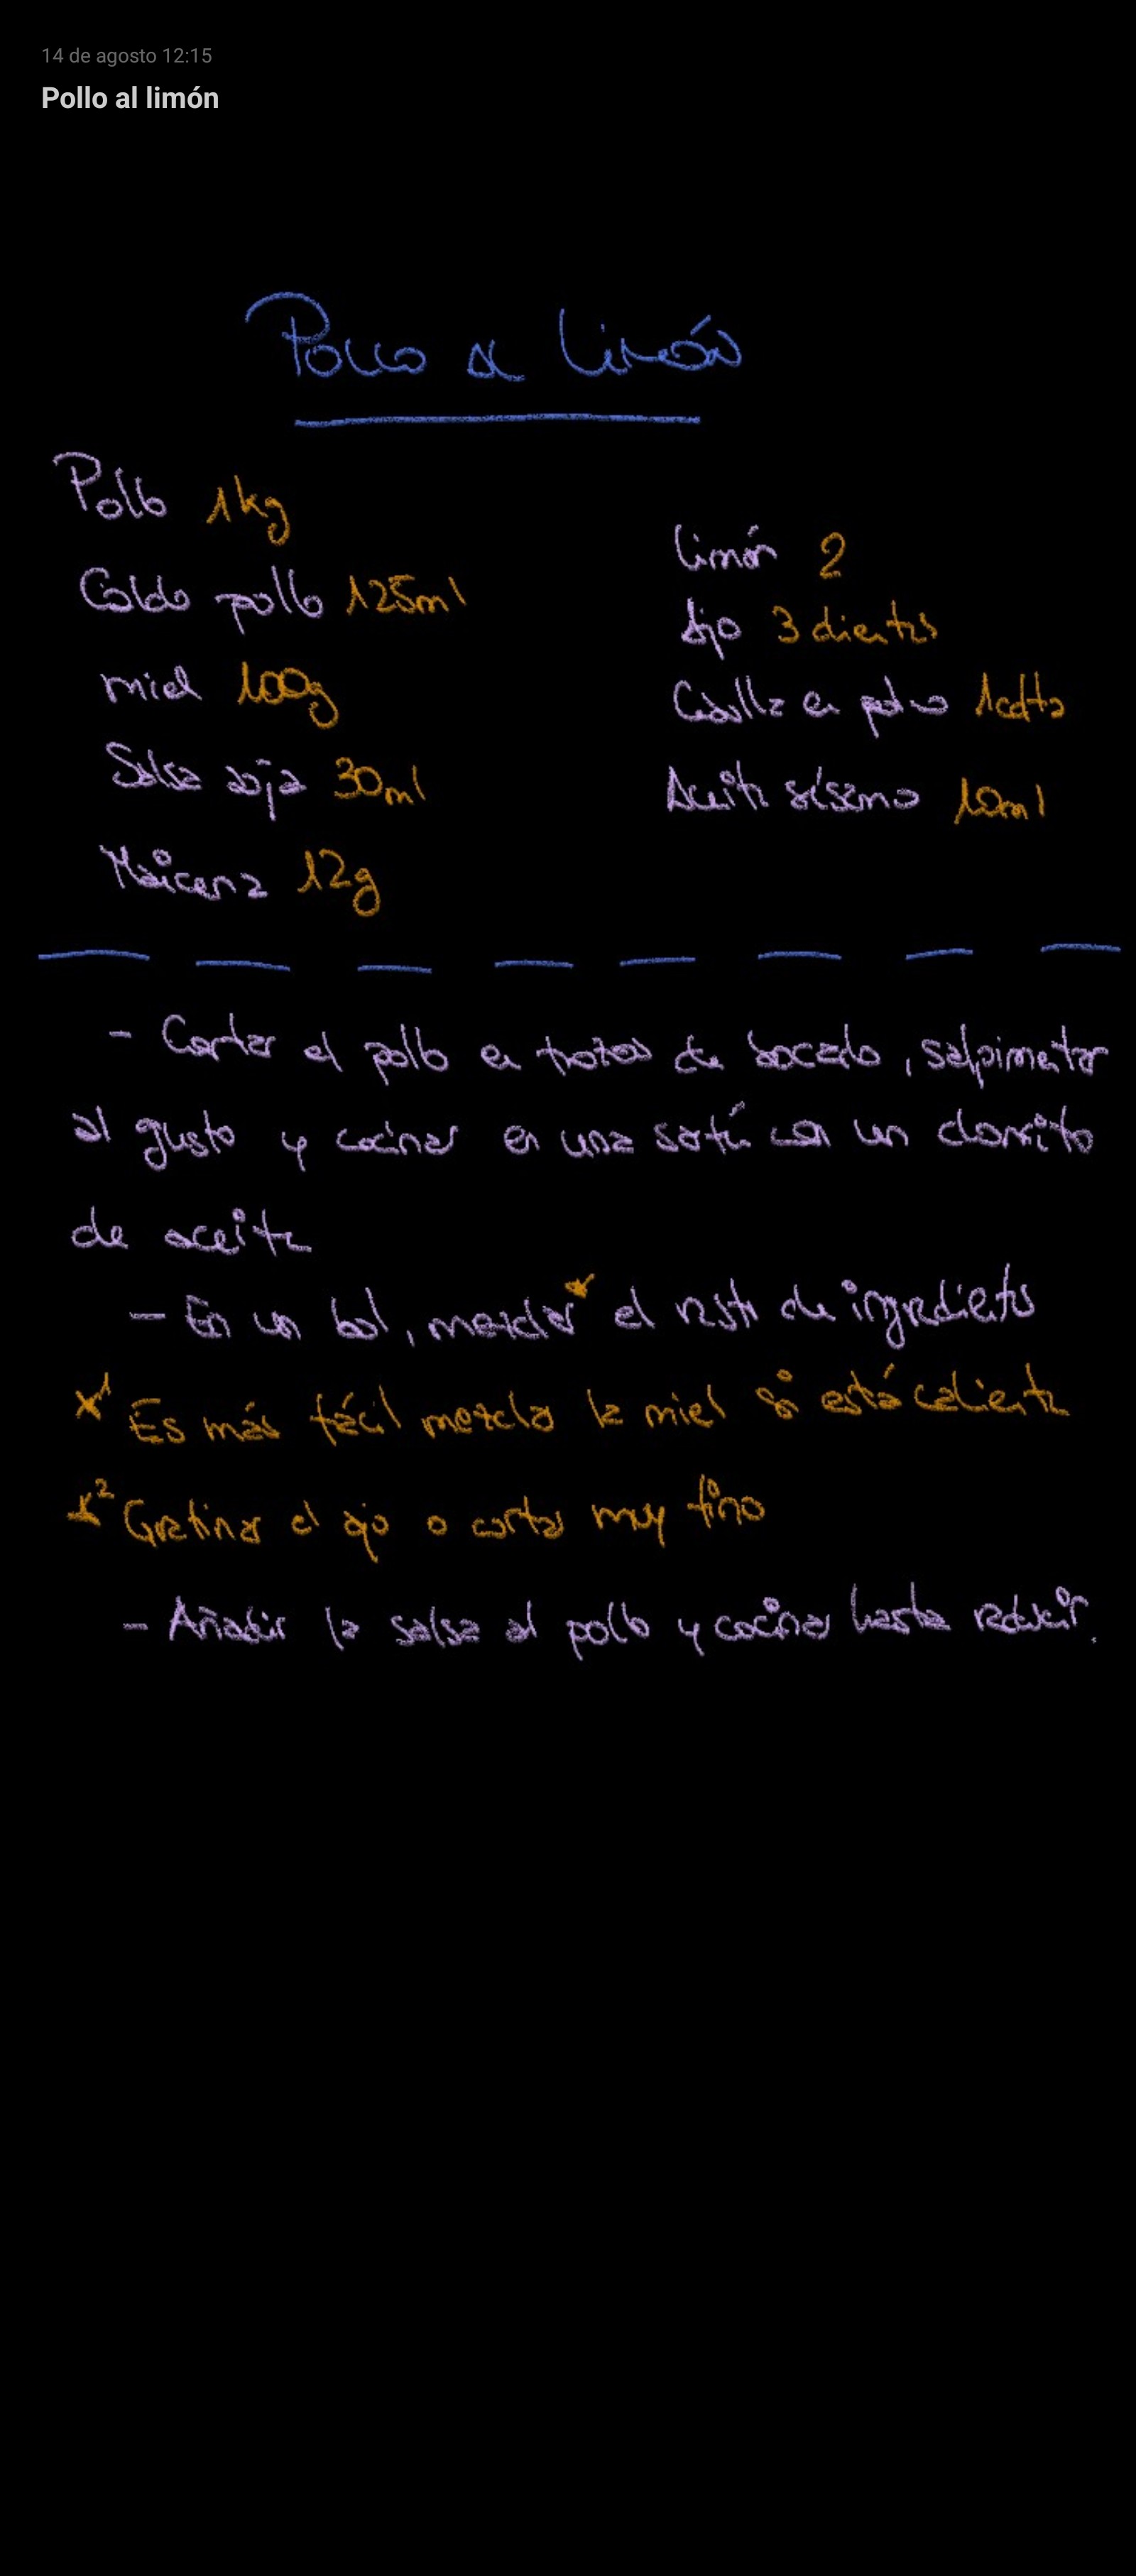 14 de agosto 12:15
Pollo al limón
Pollo al Limón
Pollo 1kg
Caldo pollo 125ml
miel 100g
Salsa soja 30ml
Maicena 12g
limón 2
Ajo 3 dientes
Cebolla en polvo 1cdta
Aceite sésamo 10ml
- Cortar el pollo en trozos de bocado, salpimentar
al gusto y cocinar en una sartén con un chorrito
de aceite
- En un bol, mezclar* el resto de ingredientes
*1 Es más fácil mezclar la miel si está caliente
*2 Gratinar el ajo o cortar muy fino
- Añadir la salsa al pollo y cocinar hasta reducir.